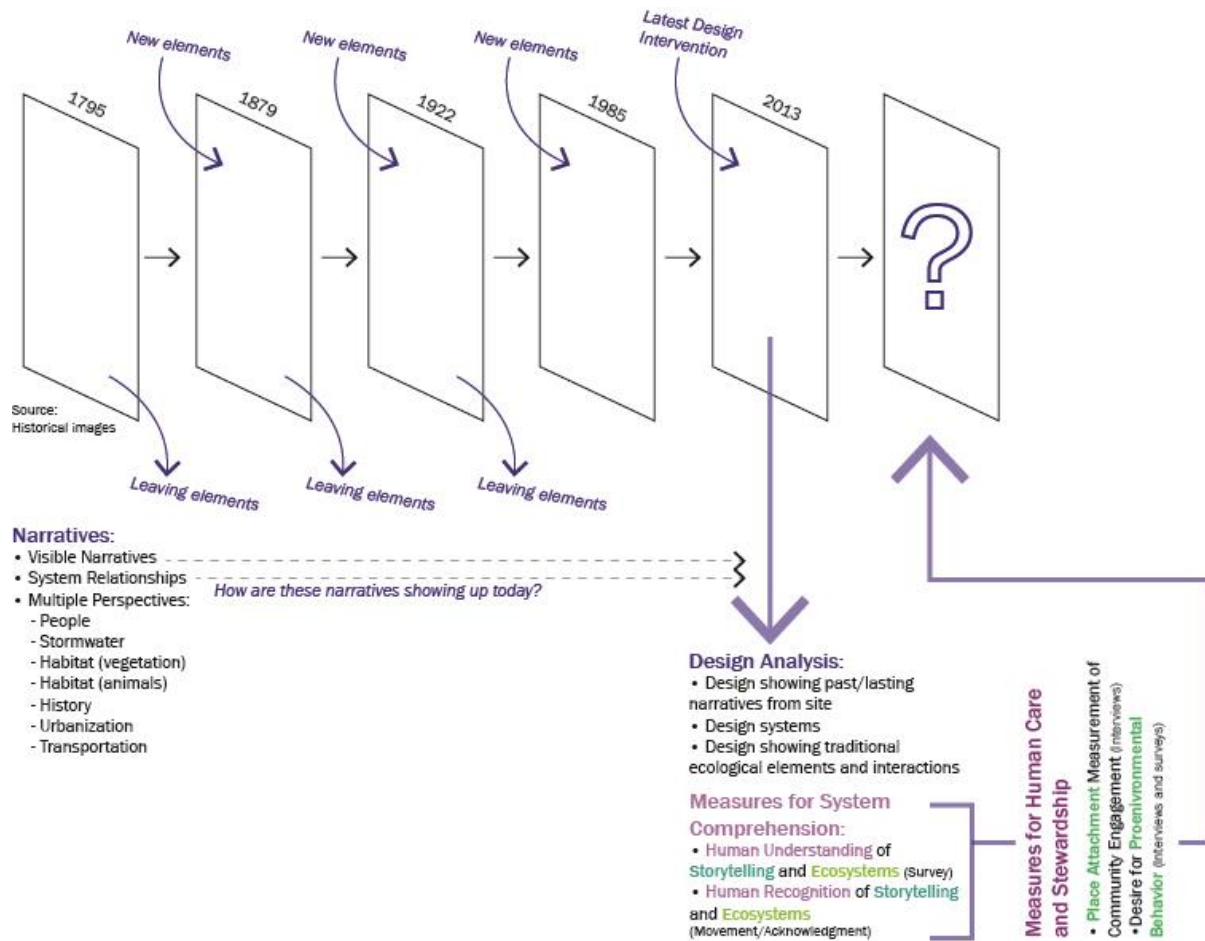 New elements
New elements
New elements
Latest Design
Intervention
1795
1879
1922
1985
2013
?
Source:
Historical images
Leaving elements
Leaving elements
Leaving elements
Narratives:
• Visible Narratives
• System Relationships
• Multiple Perspectives:
- People
- Stormwater
- Habitat (vegetation)
- Habitat (animals)
- History
- Urbanization
- Transportation
How are these narratives showing up today?
Design Analysis:
• Design showing past/lasting
narratives from site
• Design systems
• Design showing traditional
ecological elements and interactions
Measures for System
Comprehension:
• Human Understanding of
Storytelling and Ecosystems (Survey)
• Human Recognition of Storytelling
and Ecosystems
(Movement/Acknowledgment)
Measures for Human Care
and Stewardship
• Place Attachment Measurement of
Community Engagement (Interviews)
•Desire for Proenivronmental
Behavior (Interviews and surveys)